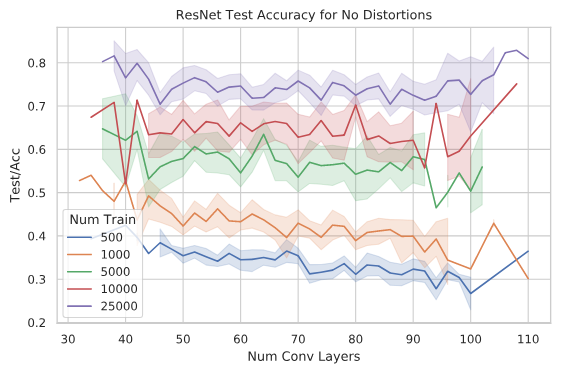 ResNet Test Accuracy for No Distortions
0.8
0.7
0.6
0.5
0.4
0.3
0.2
Test/Acc
Num Train
500
1000
5000
10000
25000
30 40 50 60 70 80 90 100 110
Num Conv Layers